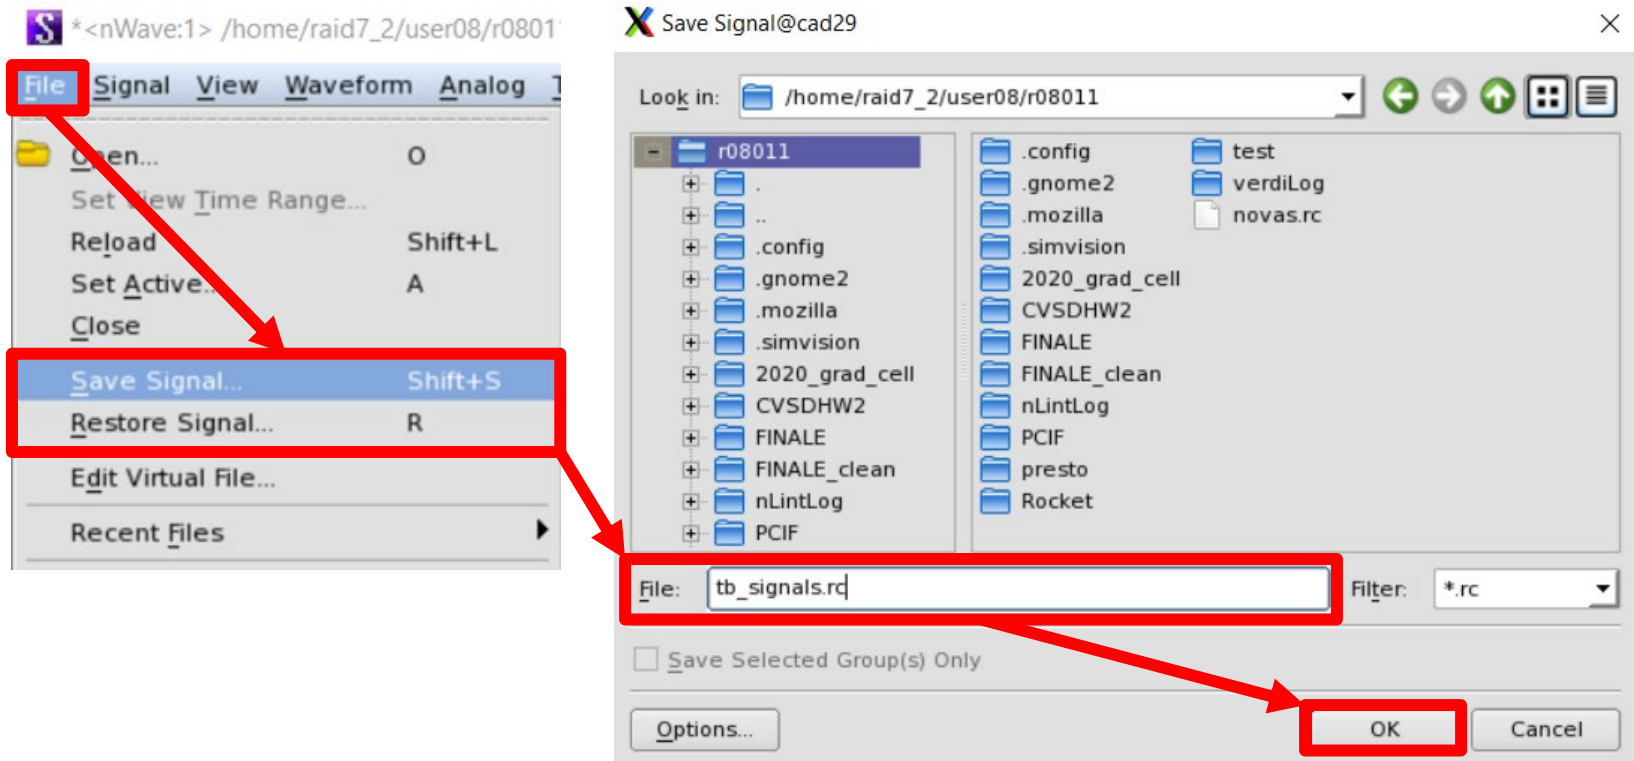 *<nWave:1> /home/raid7_2/user08/r0801
File Signal View Waveform Analog
Open... O
Set View Time Range...
Reload Shift+L
Set Active... A
Close
Save Signal... Shift+S
Restore Signal... R
Edit Virtual File...
Recent Files
Save Signal@cad29
Look in: /home/raid7_2/user08/r08011
r08011
.
..
.config
.gnome2
.mozilla
.simvision
2020_grad_cell
CVSDHW2
FINALE
FINALE_clean
nLintLog
PCIF
.config test
.gnome2 verdiLog
.mozilla novas.rc
.simvision
2020_grad_cell
CVSDHW2
FINALE
FINALE_clean
nLintLog
PCIF
presto
Rocket
File: tb_signals.rc Filter: *.rc
Save Selected Group(s) Only
Options... OK Cancel